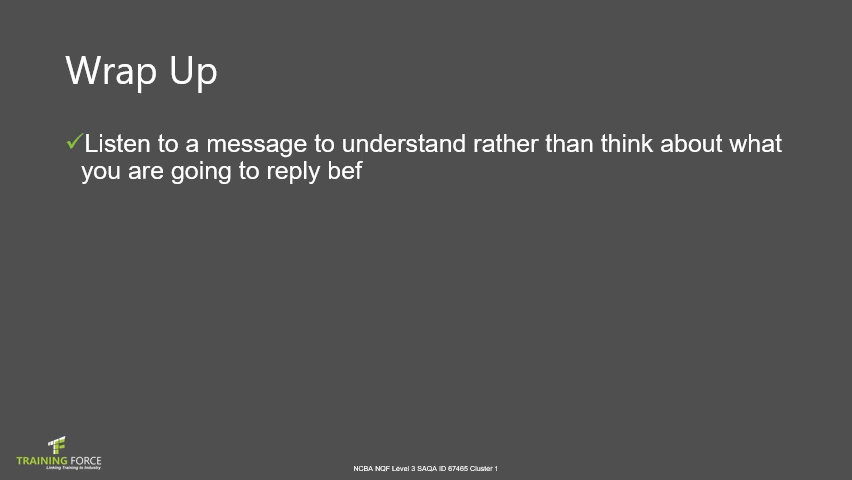 Wrap Up
✓Listen to a message to understand rather than think about what
you are going to reply bef
TRAINING FORCE
Linking Training to Industry
NCBA NQF Level 3 SAQA ID 67465 Cluster 1